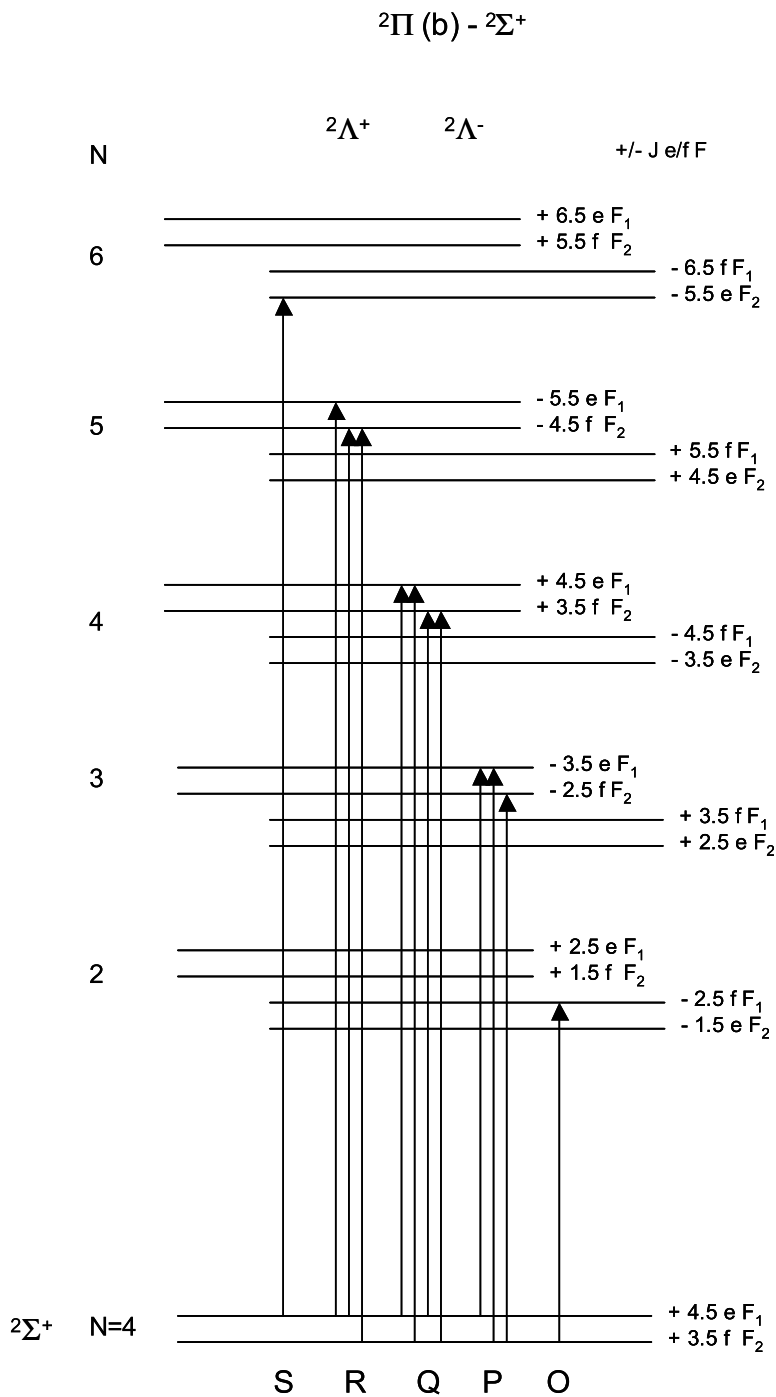 ²Π (b) - ²Σ⁺
²Λ⁺ ²Λ⁻
N +/- J e/f F
+ 6.5 e F₁
+ 5.5 f F₂
6
- 6.5 f F₁
- 5.5 e F₂
- 5.5 e F₁
5 - 4.5 f F₂
+ 5.5 f F₁
+ 4.5 e F₂
+ 4.5 e F₁
+ 3.5 f F₂
4
- 4.5 f F₁
- 3.5 e F₂
- 3.5 e F₁
3
- 2.5 f F₂
+ 3.5 f F₁
+ 2.5 e F₂
+ 2.5 e F₁
2 + 1.5 f F₂
- 2.5 f F₁
- 1.5 e F₂
+ 4.5 e F₁
²Σ⁺ N=4
+ 3.5 f F₂
S R Q P O